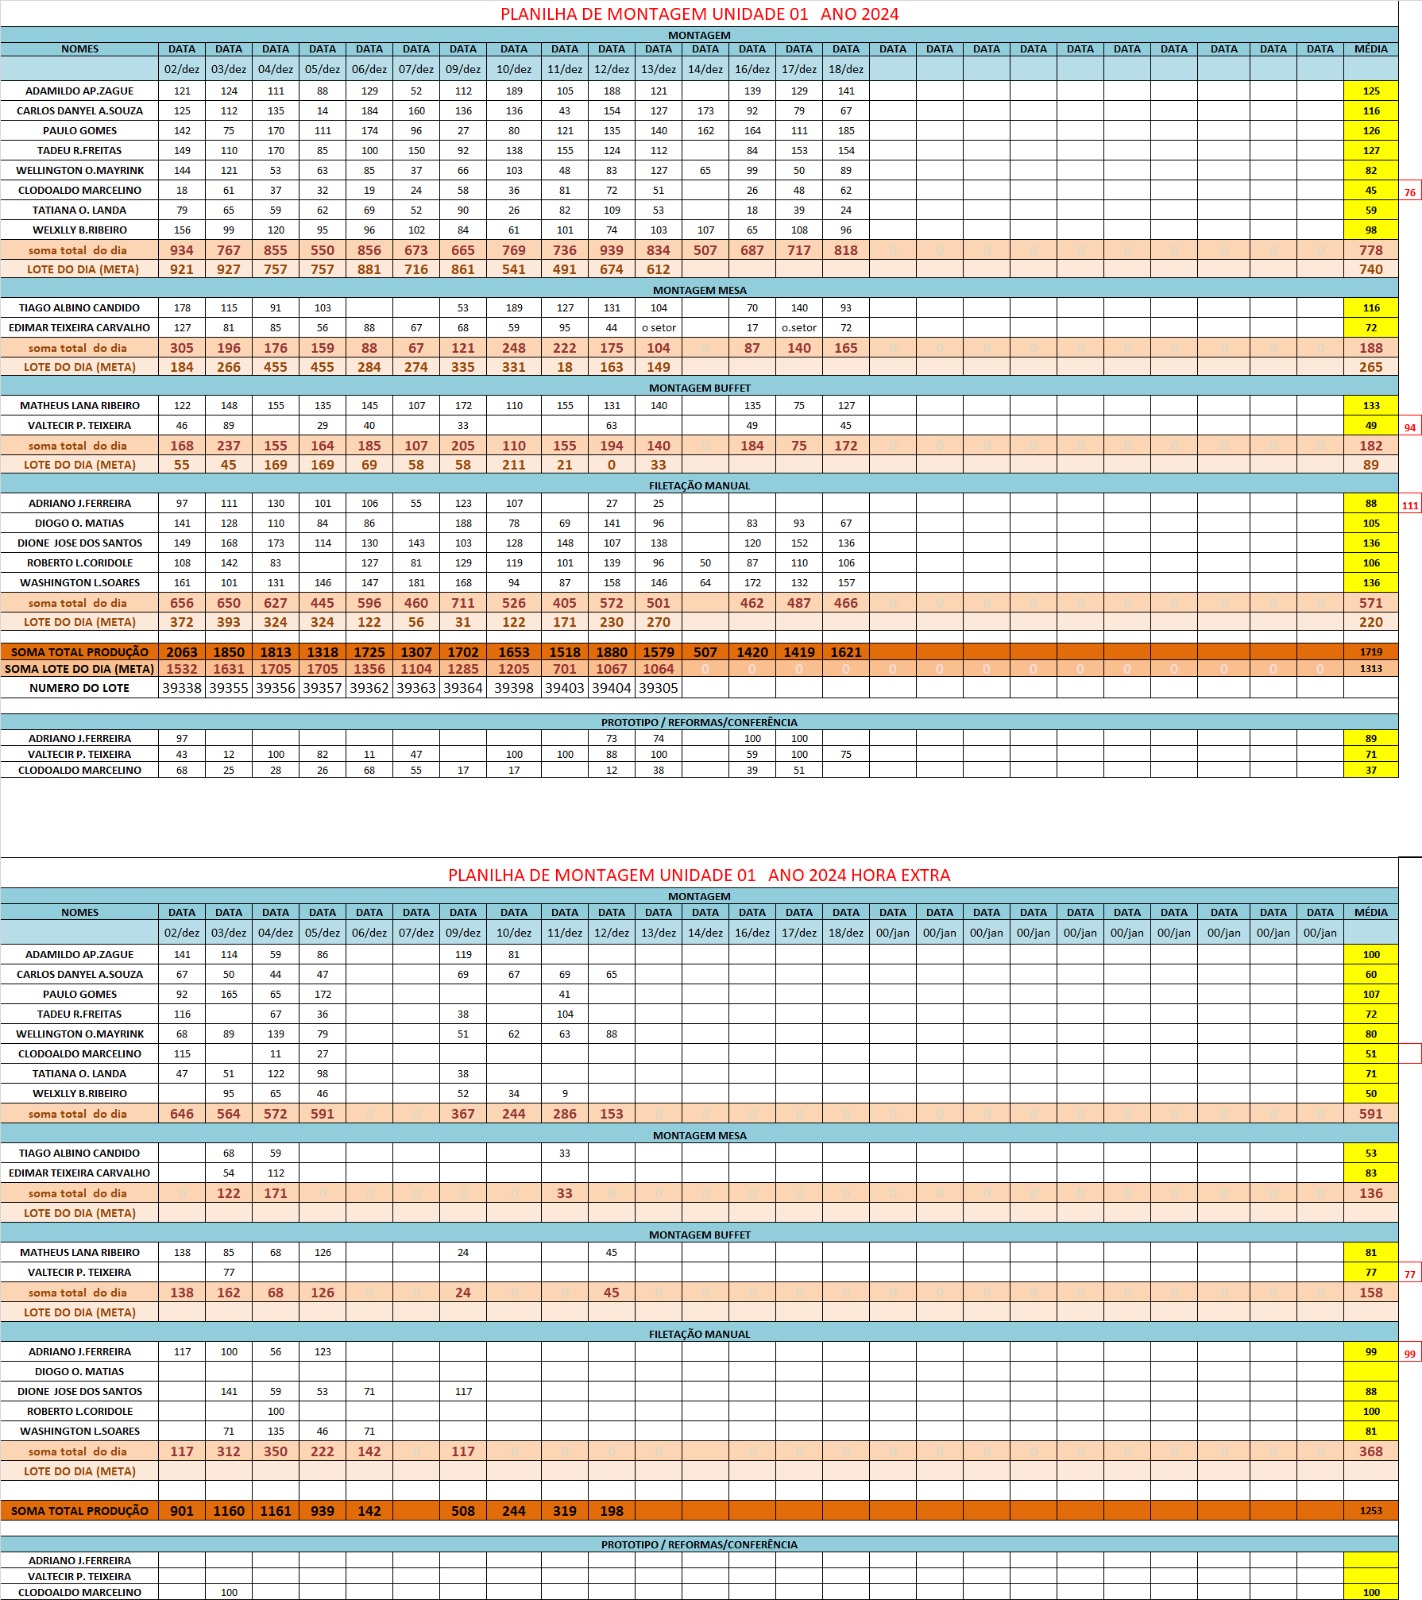 PLANILHA DE MONTAGEM UNIDADE 01 ANO 2024
MONTAGEM
NOMES DATA DATA DATA DATA DATA DATA DATA DATA DATA DATA DATA DATA DATA DATA DATA DATA DATA DATA DATA DATA DATA DATA DATA DATA DATA MÉDIA
02/dez 03/dez 04/dez 05/dez 06/dez 07/dez 09/dez 10/dez 11/dez 12/dez 13/dez 14/dez 16/dez 17/dez 18/dez
ADAMILDO AP.ZAGUE 121 124 111 88 129 52 112 189 105 188 121 139 129 141 125
CARLOS DANYEL A.SOUZA 125 112 135 14 184 160 136 136 43 154 127 173 92 79 67 116
PAULO GOMES 142 75 170 111 174 96 27 80 121 135 140 162 164 111 185 126
TADEU R.FREITAS 149 110 170 85 100 150 92 138 155 124 112 84 153 154 127
WELLINGTON O.MAYRINK 144 121 53 63 85 37 66 103 48 83 127 65 99 50 89 82
CLODOALDO MARCELINO 18 61 37 32 19 24 58 36 81 72 51 26 48 62 45 76
TATIANA O. LANDA 79 65 59 62 69 52 90 26 82 109 53 18 39 24 59
WELXLLY B.RIBEIRO 156 99 120 95 96 102 84 61 101 74 103 107 65 108 96 98
soma total do dia 934 767 855 550 856 673 665 769 736 939 834 507 687 717 818 0 0 0 0 0 0 0 0 0 0 778
LOTE DO DIA (META) 921 927 757 757 881 716 861 541 491 674 612 740
MONTAGEM MESA
TIAGO ALBINO CANDIDO 178 115 91 103 53 189 127 131 104 70 140 93 116
EDIMAR TEIXEIRA CARVALHO 127 81 85 56 88 67 68 59 95 44 o setor 17 o.setor 72 72
soma total do dia 305 196 176 159 88 67 121 248 222 175 104 0 87 140 165 0 0 0 0 0 0 0 0 0 0 188
LOTE DO DIA (META) 184 266 455 455 284 274 335 331 18 163 149 265
MONTAGEM BUFFET
MATHEUS LANA RIBEIRO 122 148 155 135 145 107 172 110 155 131 140 135 75 127 133
VALTECIR P. TEIXEIRA 46 89 29 40 33 63 49 45 49 94
soma total do dia 168 237 155 164 185 107 205 110 155 194 140 0 184 75 172 0 0 0 0 0 0 0 0 0 0 182
LOTE DO DIA (META) 55 45 169 169 69 58 58 211 21 0 33 89
FILETAÇÃO MANUAL
ADRIANO J.FERREIRA 97 111 130 101 106 55 123 107 27 25 88 111
DIOGO O. MATIAS 141 128 110 84 86 188 78 69 141 96 83 93 67 105
DIONE JOSE DOS SANTOS 149 168 173 114 130 143 103 128 148 107 138 120 152 136 136
ROBERTO L.CORIDOLE 108 142 83 127 81 129 119 101 139 96 50 87 110 106 106
WASHINGTON L.SOARES 161 101 131 146 147 181 168 94 87 158 146 64 172 132 157 136
soma total do dia 656 650 627 445 596 460 711 526 405 572 501 462 487 466 0 0 0 0 0 0 0 0 0 0 571
LOTE DO DIA (META) 372 393 324 324 122 56 31 122 171 230 270 220
SOMA TOTAL PRODUÇÃO 2063 1850 1813 1318 1725 1307 1702 1653 1518 1880 1579 507 1420 1419 1621 1719
SOMA LOTE DO DIA (META) 1532 1631 1705 1705 1356 1104 1285 1205 701 1067 1064 0 0 0 0 0 0 0 0 0 0 0 0 0 0 1313
NUMERO DO LOTE 39338 39355 39356 39357 39362 39363 39364 39398 39403 39404 39305
PROTOTIPO / REFORMAS/CONFERÊNCIA
ADRIANO J.FERREIRA 97 73 74 100 100 89
VALTECIR P. TEIXEIRA 43 12 100 82 11 47 100 100 88 100 59 100 75 71
CLODOALDO MARCELINO 68 25 28 26 68 55 17 17 12 38 39 51 37
PLANILHA DE MONTAGEM UNIDADE 01 ANO 2024 HORA EXTRA
MONTAGEM
NOMES DATA DATA DATA DATA DATA DATA DATA DATA DATA DATA DATA DATA DATA DATA DATA DATA DATA DATA DATA DATA DATA DATA DATA DATA DATA MÉDIA
02/dez 03/dez 04/dez 05/dez 06/dez 07/dez 09/dez 10/dez 11/dez 12/dez 13/dez 14/dez 16/dez 17/dez 18/dez 00/jan 00/jan 00/jan 00/jan 00/jan 00/jan 00/jan 00/jan 00/jan 00/jan
ADAMILDO AP.ZAGUE 141 114 59 86 119 81 100
CARLOS DANYEL A.SOUZA 67 50 44 47 69 67 69 65 60
PAULO GOMES 92 165 65 172 41 107
TADEU R.FREITAS 116 67 36 38 104 72
WELLINGTON O.MAYRINK 68 89 139 79 51 62 63 88 80
CLODOALDO MARCELINO 115 11 27 51
TATIANA O. LANDA 47 51 122 98 38 71
WELXLLY B.RIBEIRO 95 65 46 52 34 9 50
soma total do dia 646 564 572 591 0 0 367 244 286 153 0 0 0 0 0 0 0 0 0 0 0 0 0 0 0 591
MONTAGEM MESA
TIAGO ALBINO CANDIDO 68 59 33 53
EDIMAR TEIXEIRA CARVALHO 54 112 83
soma total do dia 0 122 171 0 0 0 0 0 33 0 0 0 0 0 0 0 0 0 0 0 0 0 0 0 0 136
LOTE DO DIA (META)
MONTAGEM BUFFET
MATHEUS LANA RIBEIRO 138 85 68 126 24 45 81
VALTECIR P. TEIXEIRA 77 77 77
soma total do dia 138 162 68 126 0 0 24 0 0 45 0 0 0 0 0 0 0 0 0 0 0 0 0 0 0 158
LOTE DO DIA (META)
FILETAÇÃO MANUAL
ADRIANO J.FERREIRA 117 100 56 123 99 99
DIOGO O. MATIAS
DIONE JOSE DOS SANTOS 141 59 53 71 117 88
ROBERTO L.CORIDOLE 100 100
WASHINGTON L.SOARES 71 135 46 71 81
soma total do dia 117 312 350 222 142 0 117 0 0 0 0 0 0 0 0 0 0 0 0 0 0 0 0 0 0 368
LOTE DO DIA (META)
SOMA TOTAL PRODUÇÃO 901 1160 1161 939 142 508 244 319 198 1253
PROTOTIPO / REFORMAS/CONFERÊNCIA
ADRIANO J.FERREIRA
VALTECIR P. TEIXEIRA
CLODOALDO MARCELINO 100 100